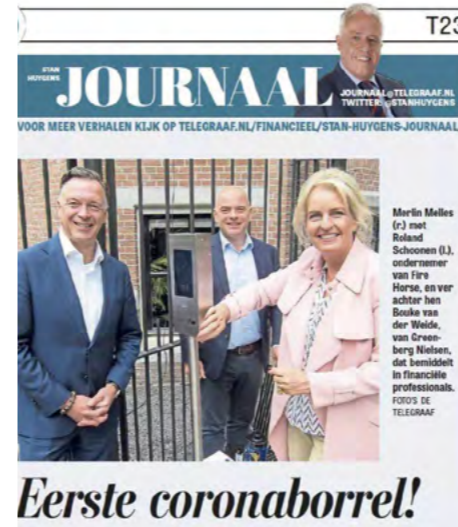 T23
STAN
HUYGENS
JOURNAAL
JOURNAAL@TELEGRAAF.NL
TWITTER: @STANHUYGENS
VOOR MEER VERHALEN KIJK OP TELEGRAAF.NL/FINANCIEEL/STAN-HUYGENS-JOURNAAL
Merlin Melles
(r.) met
Roland
Schoonen (l.),
ondernemer
van Fire
Horse, en ver
achter hen
Bouke van
der Weide,
van Green-
berg Nielsen,
dat bemiddelt
in financiële
professionals.
FOTO'S DE
TELEGRAAF
Eerste coronaborrel!